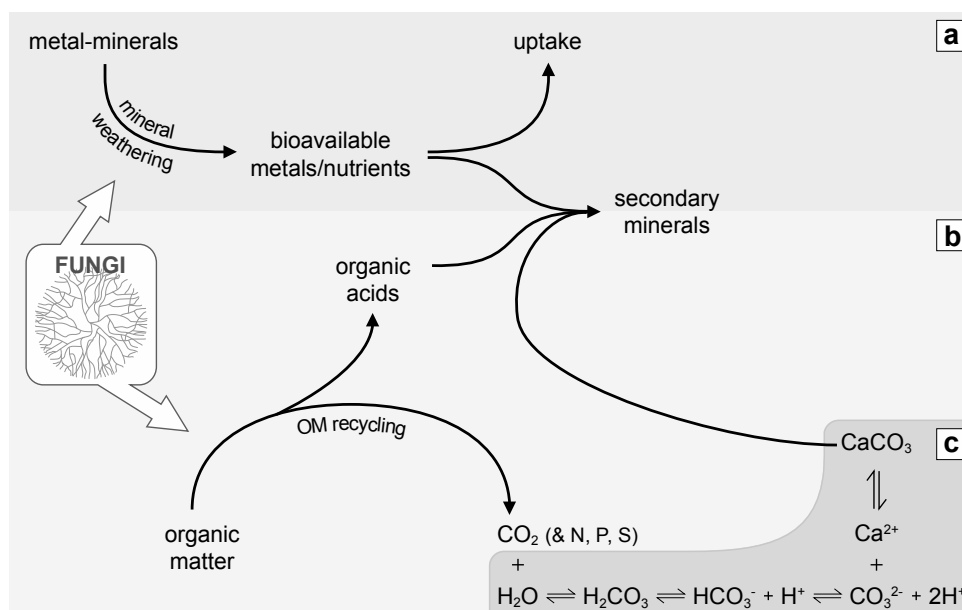 metal-minerals
uptake
a
mineral
weathering
bioavailable
metals/nutrients
secondary
minerals
b
FUNGI
organic
acids
OM recycling
CaCO₃
c
organic
matter
CO₂ (& N, P, S)
Ca²⁺
+
+
H₂O ⇌ H₂CO₃ ⇌ HCO₃⁻ + H⁺ ⇌ CO₃²⁻ + 2H⁺